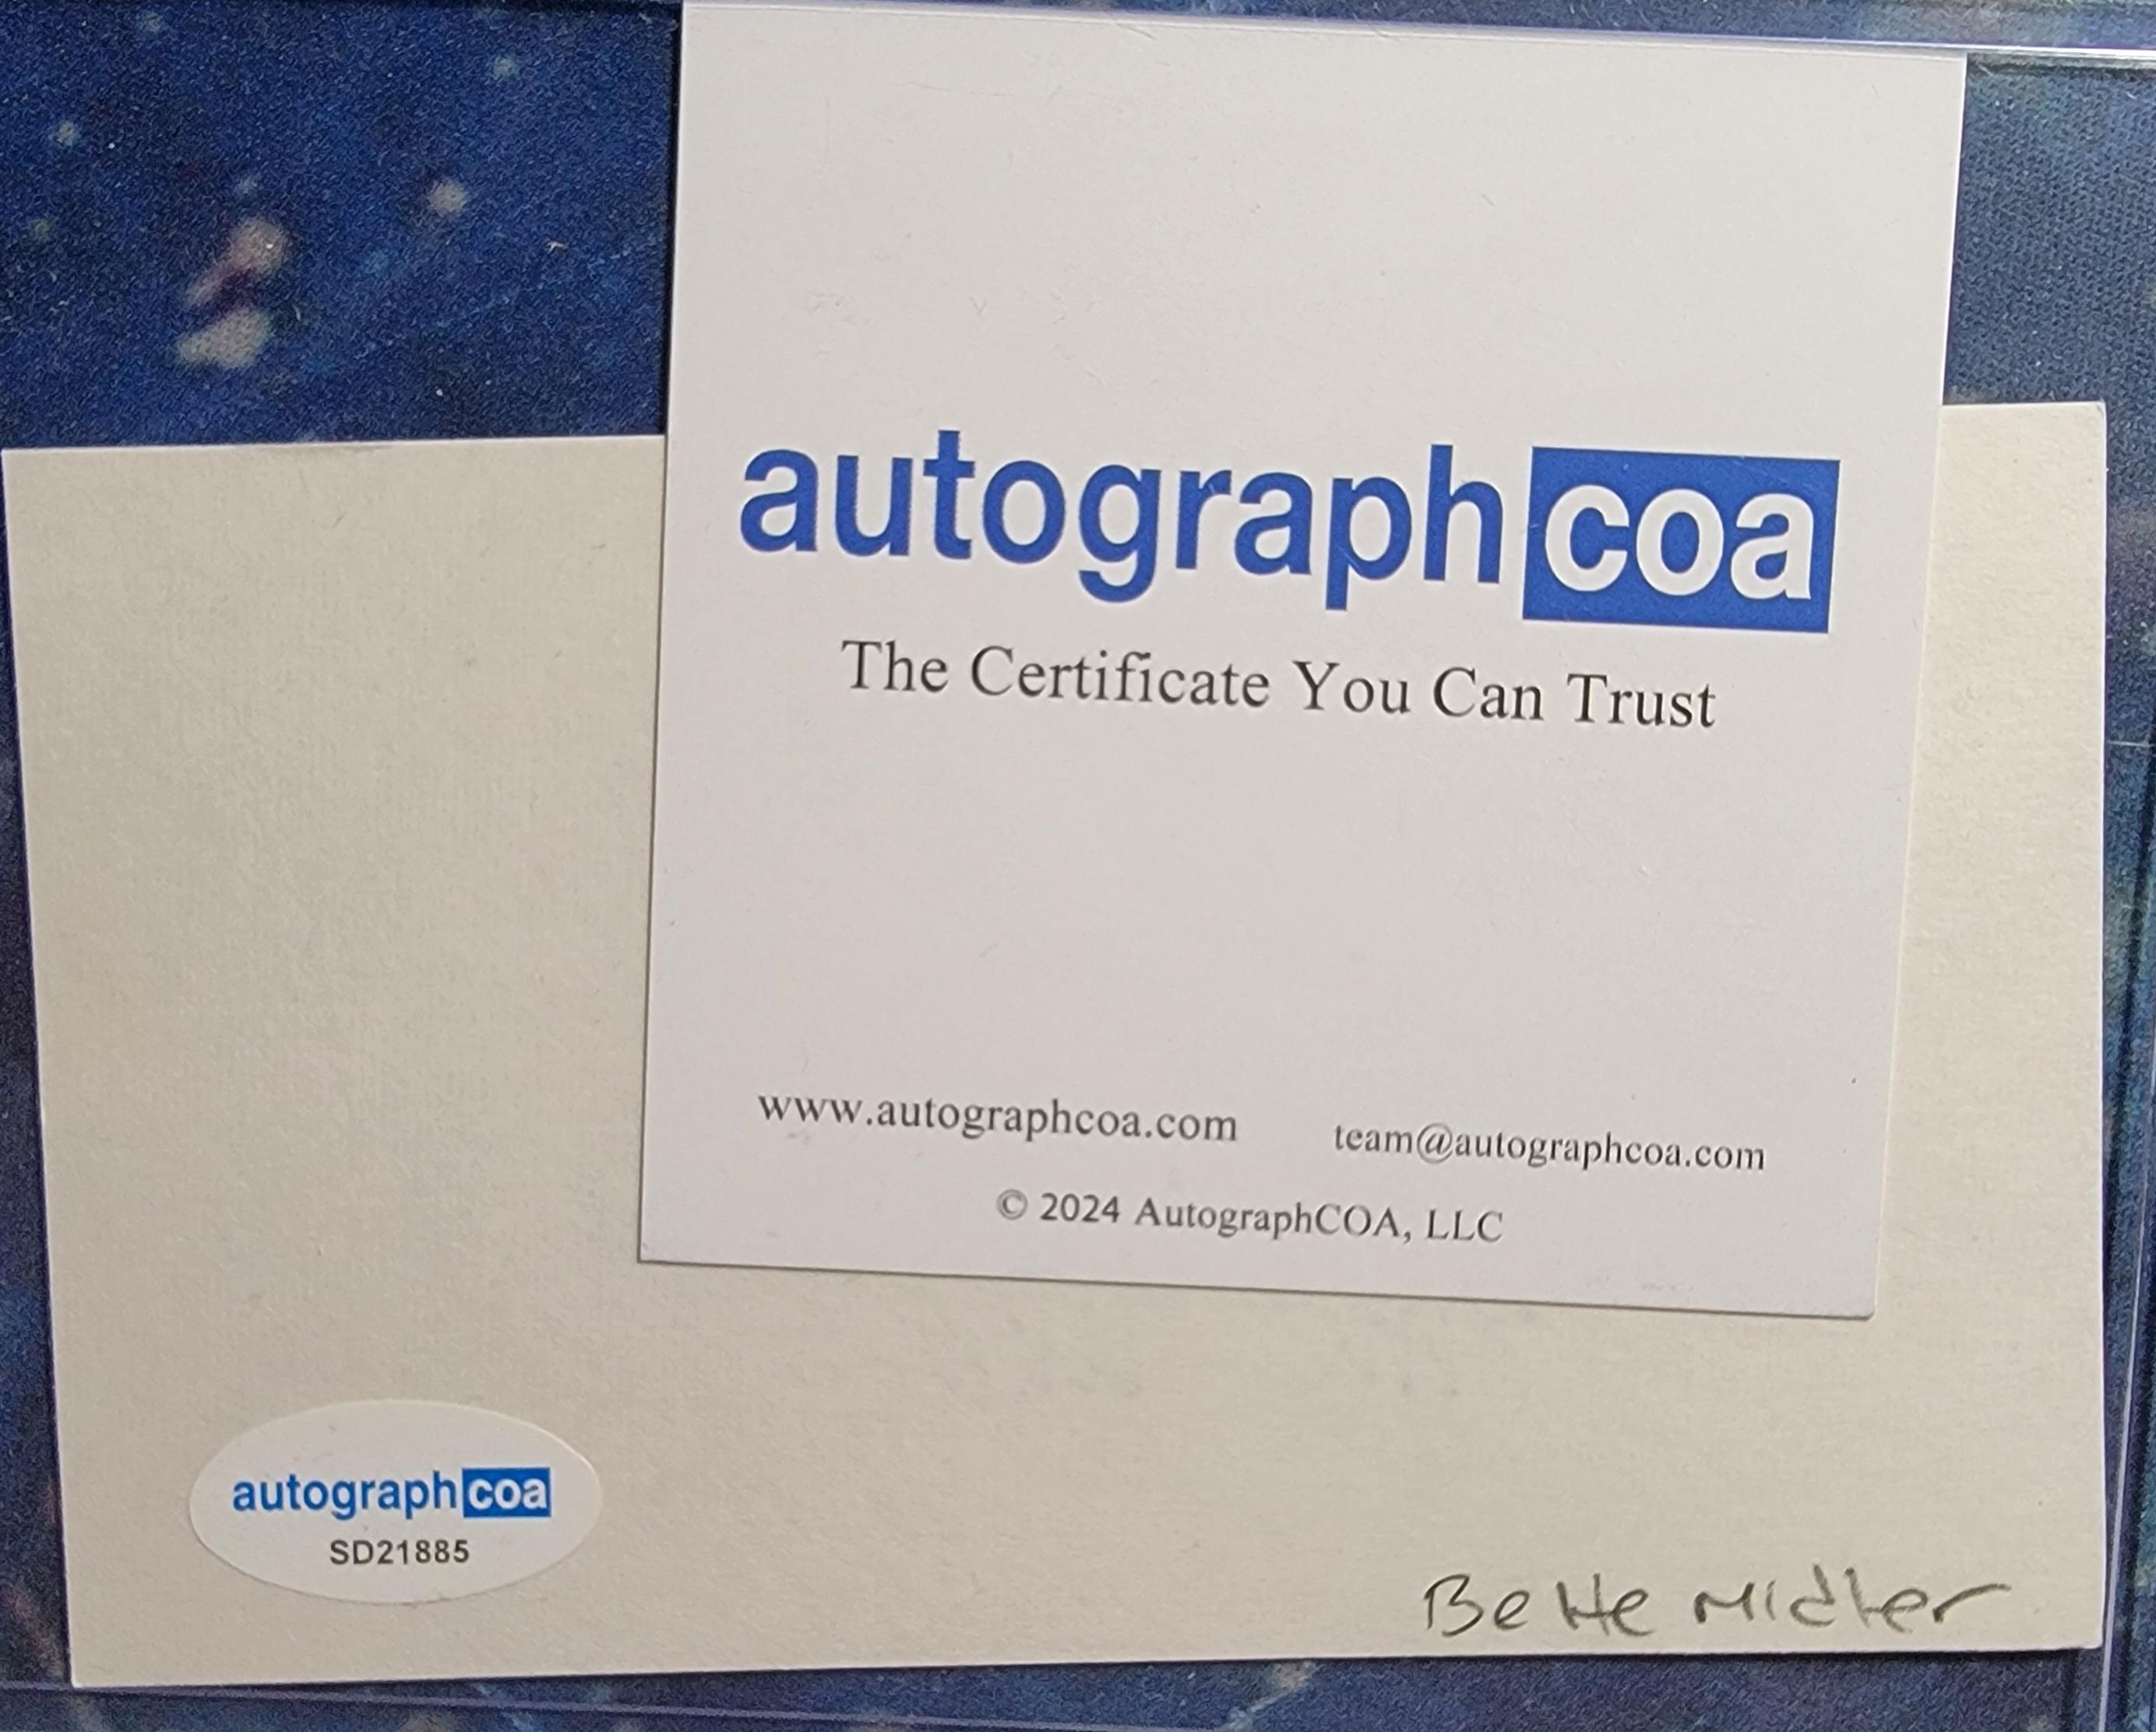 autographcoa
The Certificate You Can Trust
www.autographcoa.com team@autographcoa.com
© 2024 AutographCOA, LLC
autographcoa
SD21885
Bette Midler